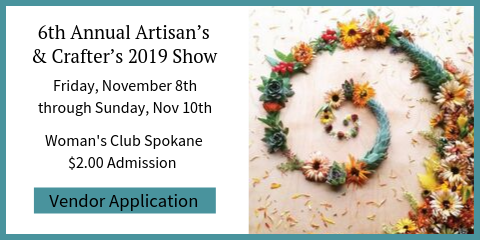 6th Annual Artisan's
& Crafter's 2019 Show
Friday, November 8th
through Sunday, Nov 10th
Woman's Club Spokane
$2.00 Admission
Vendor Application